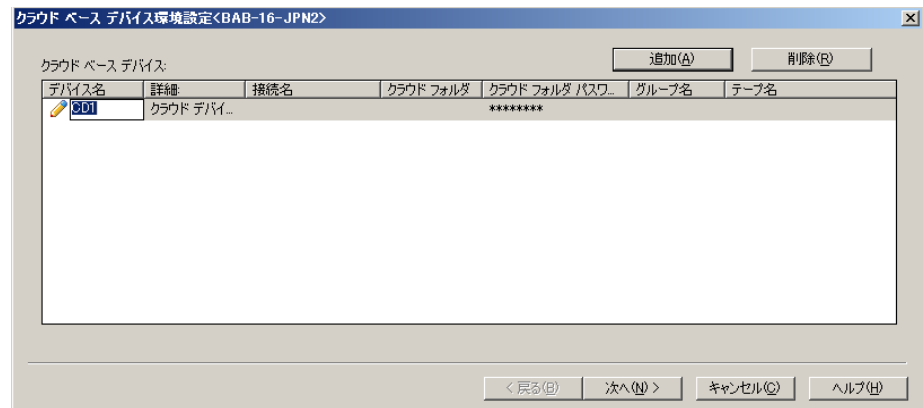 クラウド ベース デバイス環境設定<BAB-16-JPN2>
追加(A) 削除(R)
クラウド ベース デバイス:
デバイス名 詳細: 接続名 クラウド フォルダ クラウド フォルダ パスワ... グループ名 テープ名
CD1 クラウド デバイ... ********
< 戻る(B) 次へ(N) > キャンセル(C) ヘルプ(H)